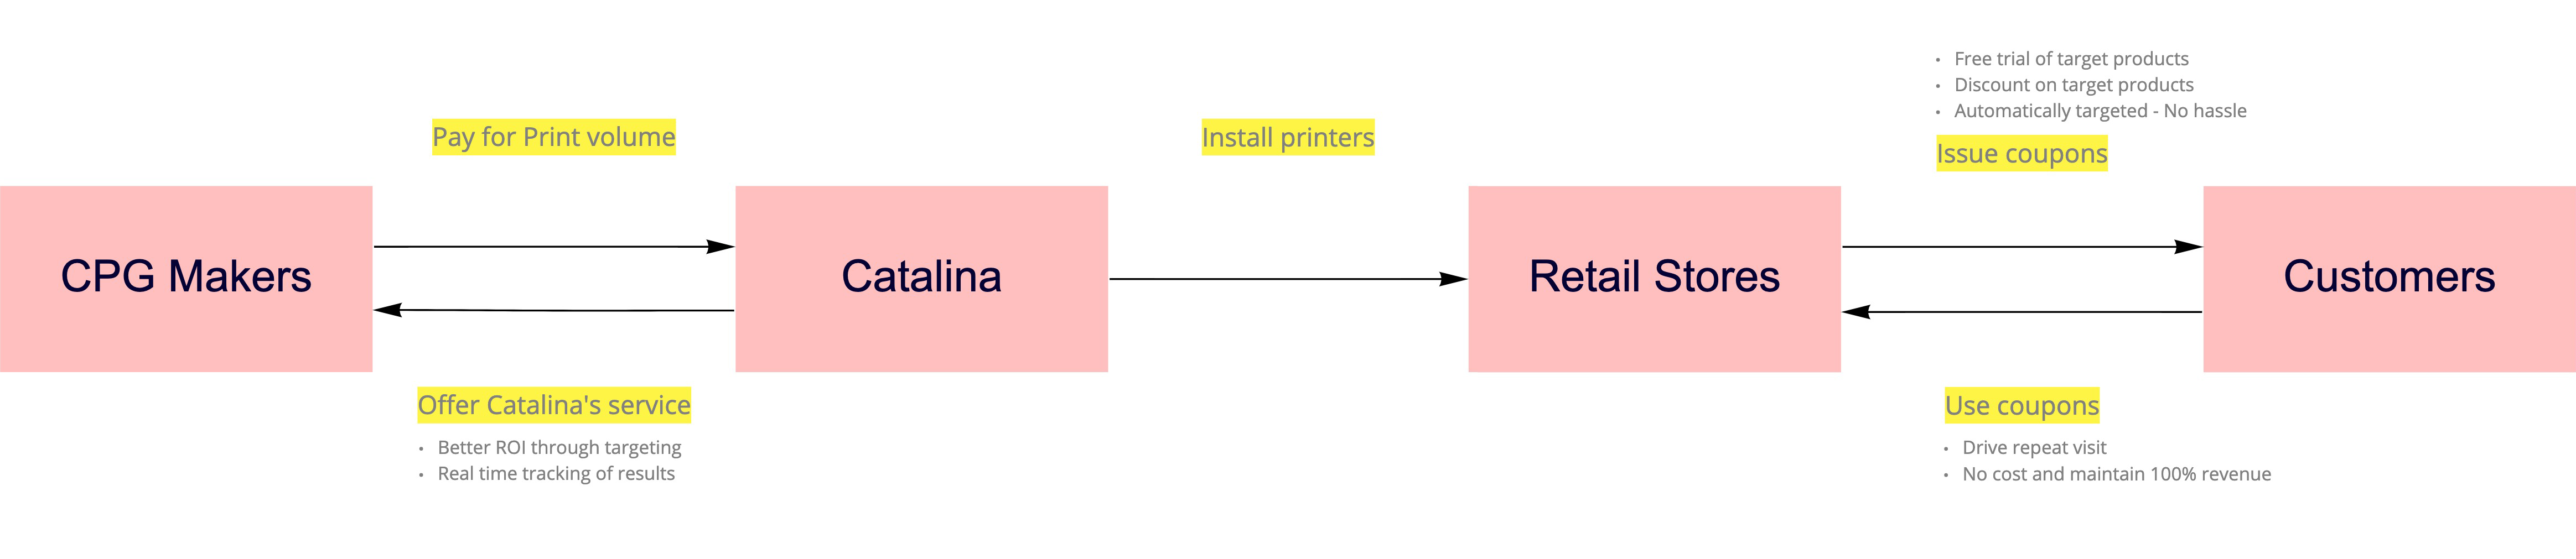 • Free trial of target products
• Discount on target products
• Automatically targeted - No hassle
Pay for Print volume
Install printers
Issue coupons
CPG Makers
Catalina
Retail Stores
Customers
Offer Catalina's service
• Better ROI through targeting
• Real time tracking of results
Use coupons
• Drive repeat visit
• No cost and maintain 100% revenue